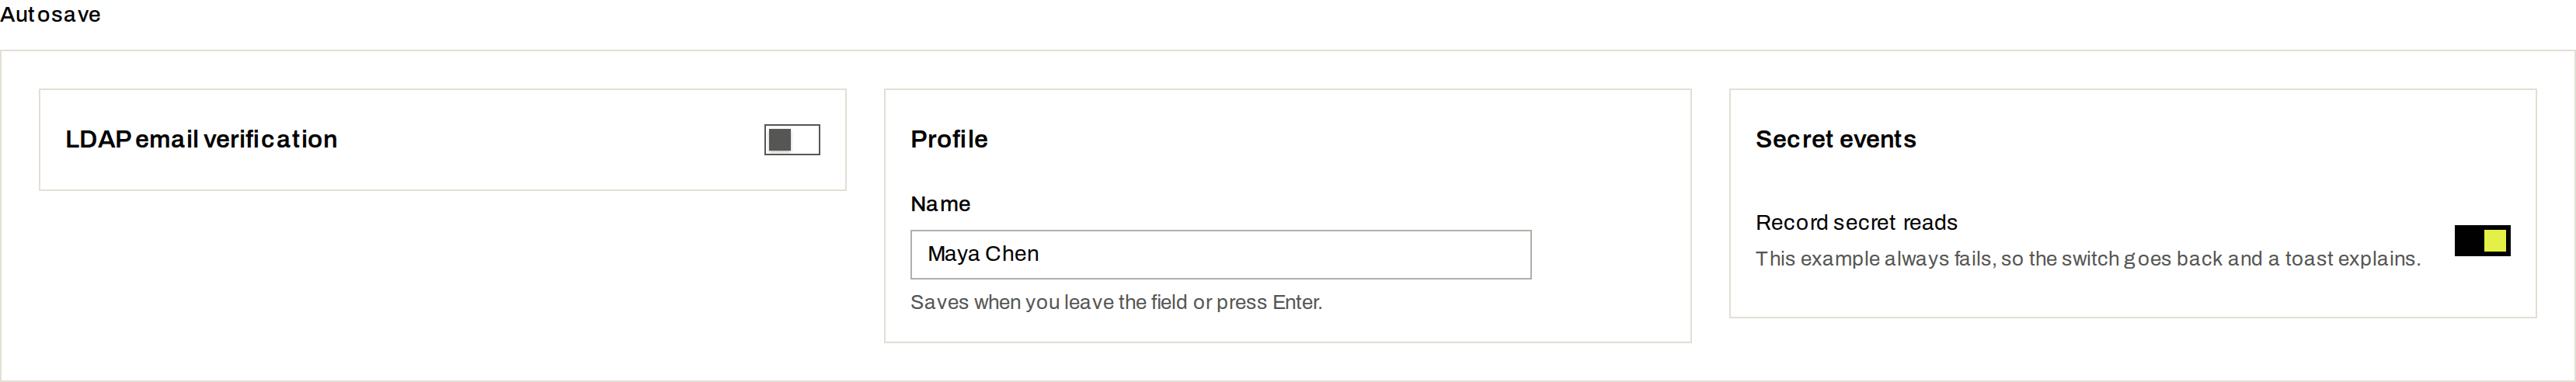 Autosave
LDAP email verification
Profile
Name
Maya Chen
Saves when you leave the field or press Enter.
Secret events
Record secret reads
This example always fails, so the switch goes back and a toast explains.